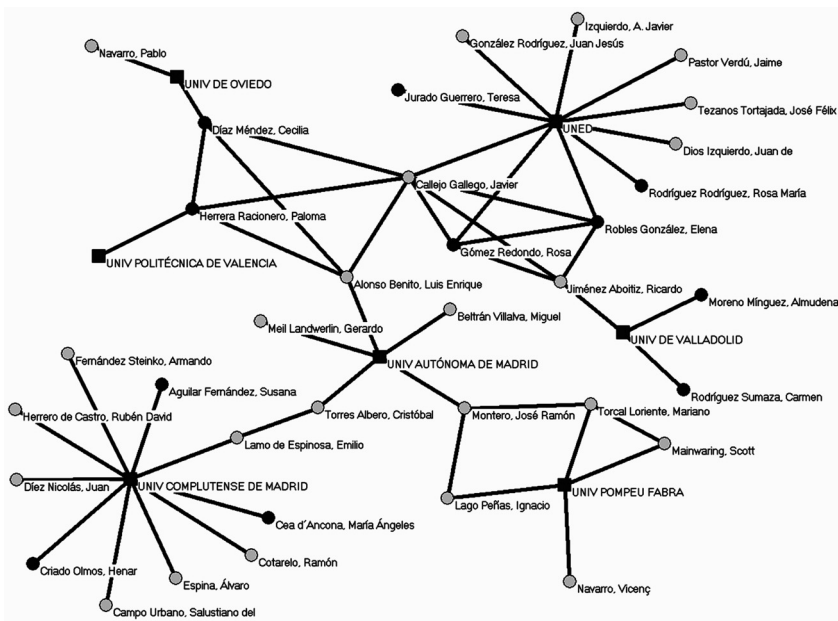 Izquierdo, A. Javier
González Rodríguez, Juan Jesús
Navarro, Pablo
Pastor Verdú, Jaime
UNIV DE OVIEDO
Jurado Guerrero, Teresa
Tezanos Tortajada, José Félix
Díaz Méndez, Cecilia
UNED
Dios Izquierdo, Juan de
Callejo Gallego, Javier
Rodríguez Rodríguez, Rosa María
Herrera Racionero, Paloma
Robles González, Elena
Gómez Redondo, Rosa
UNIV POLITÉCNICA DE VALENCIA
Alonso Benito, Luis Enrique
Jiménez Aboitiz, Ricardo
Moreno Mínguez, Almudena
Beltrán Villalva, Miguel
Meil Landwerlin, Gerardo
UNIV DE VALLADOLID
Fernández Steinko, Armando
UNIV AUTÓNOMA DE MADRID
Aguilar Fernández, Susana
Rodríguez Sumaza, Carmen
Herrero de Castro, Rubén David
Torres Albero, Cristóbal
Montero, José Ramón
Torcal Loriente, Mariano
Lamo de Espinosa, Emilio
Mainwaring, Scott
Díez Nicolás, Juan
UNIV COMPLUTENSE DE MADRID
UNIV POMPEU FABRA
Lago Peñas, Ignacio
Cea d'Ancona, María Ángeles
Cotarelo, Ramón
Criado Olmos, Henar
Espina, Álvaro
Navarro, Vicenç
Campo Urbano, Salustiano del